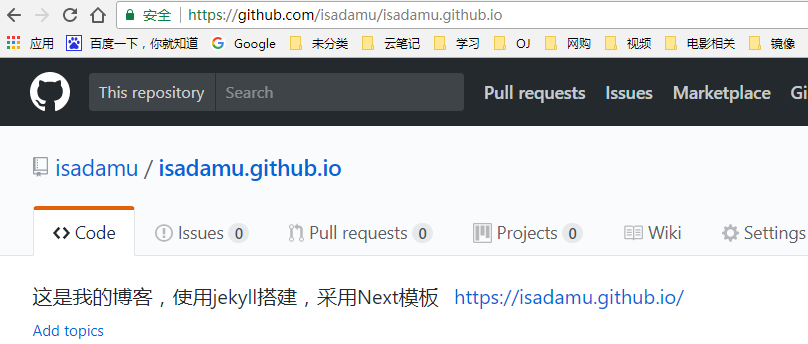 安全 https://github.com/isadamu/isadamu.github.io
应用 百度一下，你就知道 Google 未分类 云笔记 学习 OJ 网购 视频 电影相关 镜像
This repository Search Pull requests Issues Marketplace Gi
isadamu / isadamu.github.io
Code Issues 0 Pull requests 0 Projects 0 Wiki Settings
这是我的博客，使用jekyll搭建，采用Next模板 https://isadamu.github.io/
Add topics